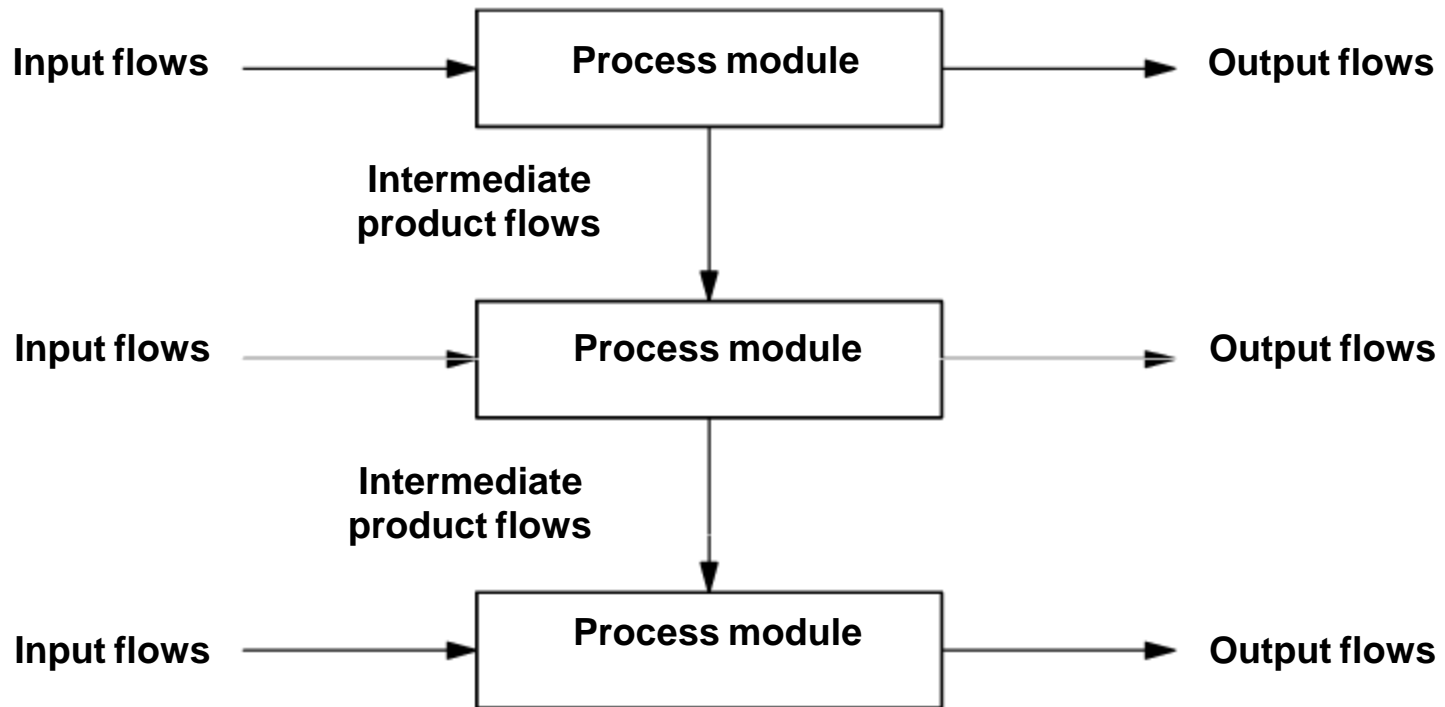 Input flows
Process module
Output flows
Intermediate
product flows
Input flows
Process module
Output flows
Intermediate
product flows
Input flows
Process module
Output flows